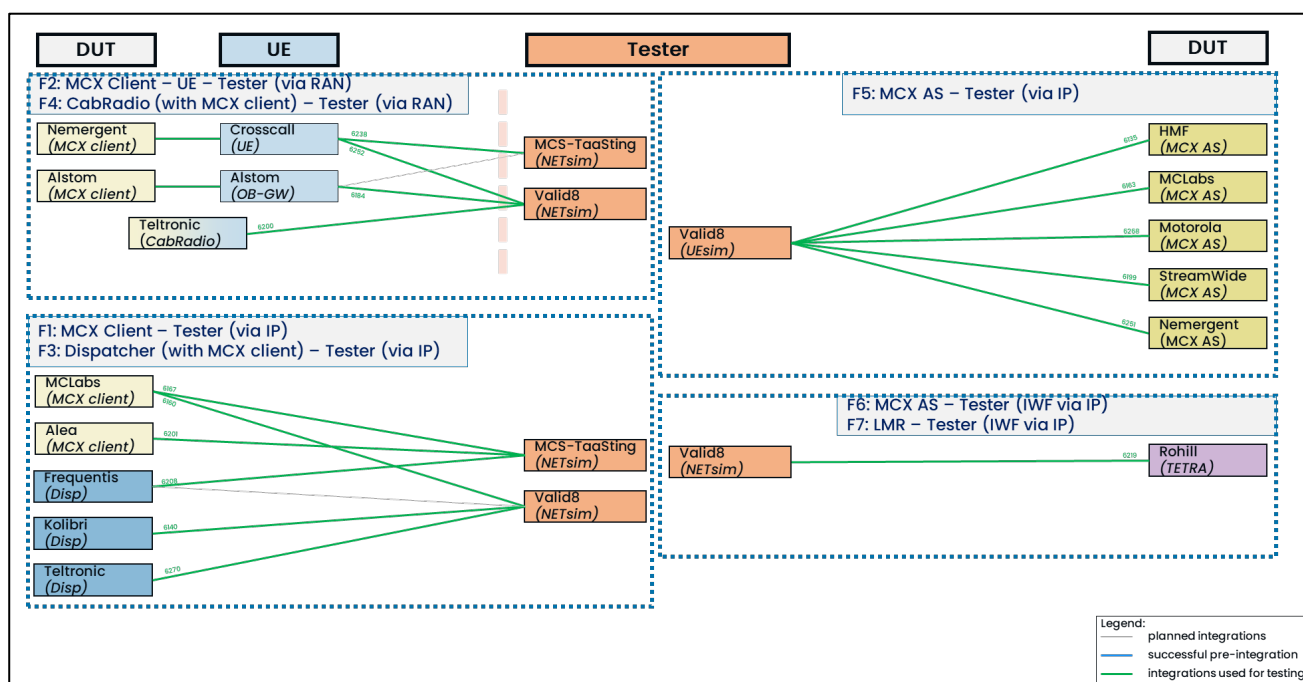 DUT
UE
Tester
DUT
F2: MCX Client – UE – Tester (via RAN)
F4: CabRadio (with MCX client) – Tester (via RAN)
Nemergent
(MCX client)
Crosscall
(UE)
6238
6252
MCS-TaaSting
(NETsim)
Alstom
(MCX client)
Alstom
(OB-GW)
6184
Valid8
(NETsim)
Teltronic
(CabRadio)
6200
F5: MCX AS – Tester (via IP)
Valid8
(UEsim)
6135
HMF
(MCX AS)
6163
MCLabs
(MCX AS)
6268
Motorola
(MCX AS)
6199
StreamWide
(MCX AS)
6251
Nemergent
(MCX AS)
F1: MCX Client – Tester (via IP)
F3: Dispatcher (with MCX client) – Tester (via IP)
MCLabs
(MCX client)
6167
6160
Alea
(MCX client)
6201
Frequentis
(Disp)
6208
Kolibri
(Disp)
6140
Teltronic
(Disp)
6270
MCS-TaaSting
(NETsim)
Valid8
(NETsim)
F6: MCX AS – Tester (IWF via IP)
F7: LMR – Tester (IWF via IP)
Valid8
(NETsim)
6219
Rohill
(TETRA)
Legend:
planned integrations
successful pre-integration
integrations used for testing